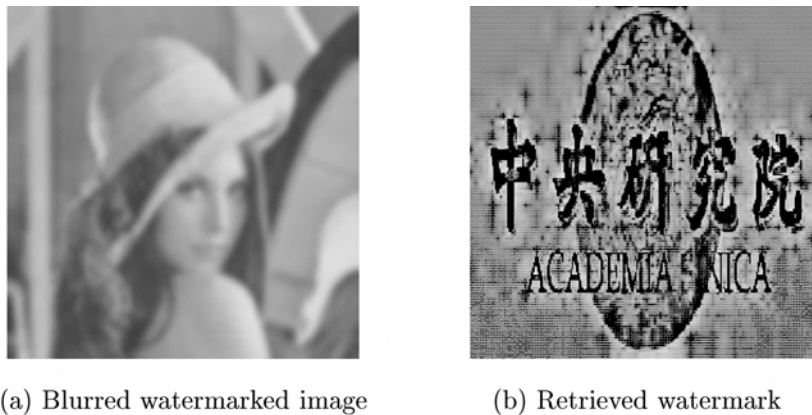 中央研究院
ACADEMIA SINICA
(a) Blurred watermarked image
(b) Retrieved watermark